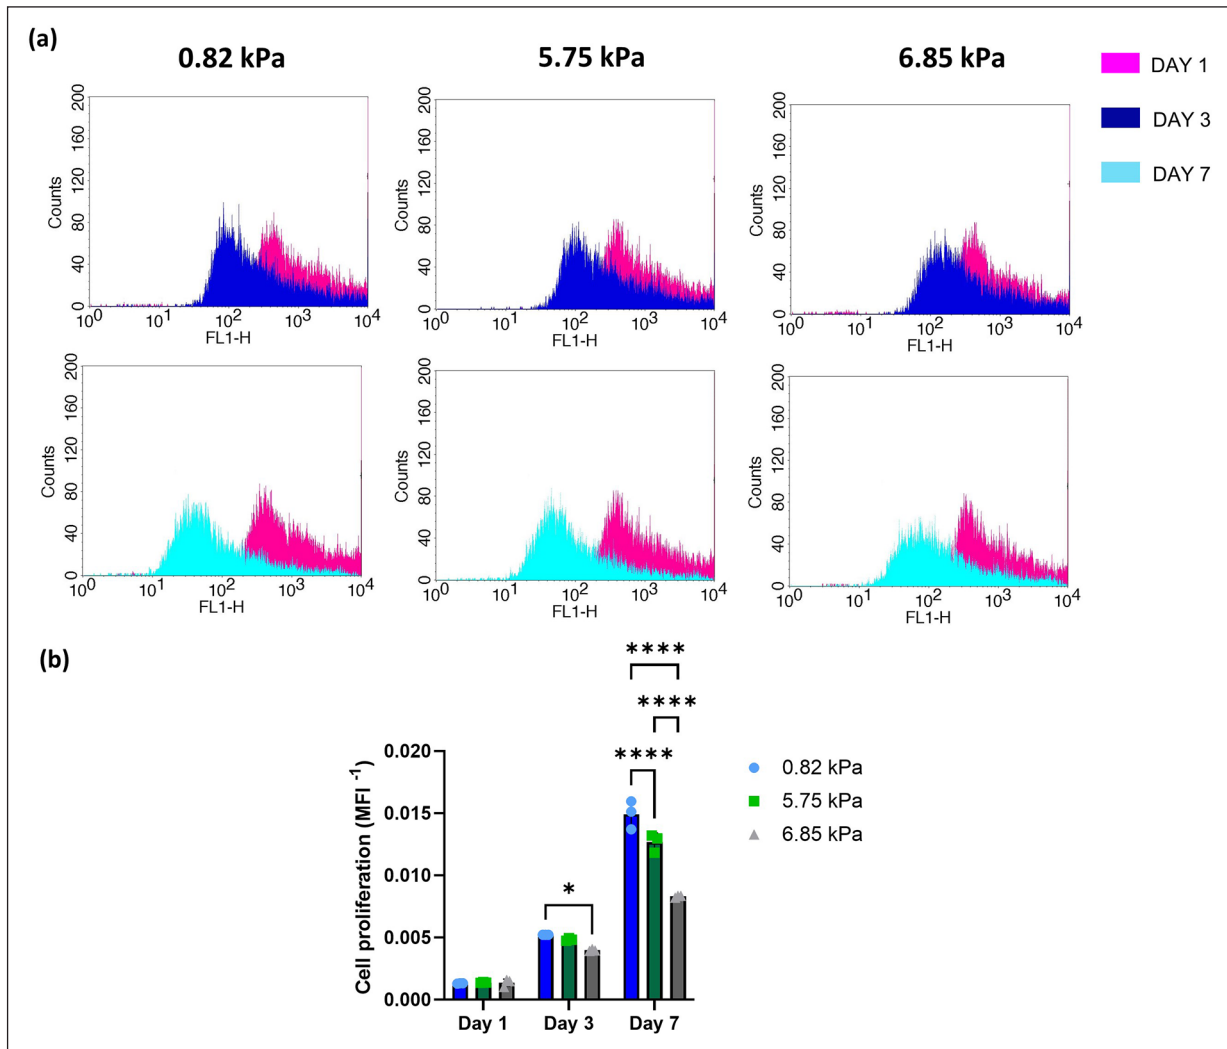 (a)
0.82 kPa
5.75 kPa
6.85 kPa
DAY 1
DAY 3
DAY 7
200
160
120
80
40
0
Counts
10^0 10^1 10^2 10^3 10^4
FL1-H
200
160
120
80
40
0
Counts
10^0 10^1 10^2 10^3 10^4
FL1-H
200
160
120
80
40
0
Counts
10^0 10^1 10^2 10^3 10^4
FL1-H
200
160
120
80
40
0
Counts
10^0 10^1 10^2 10^3 10^4
FL1-H
200
160
120
80
40
0
Counts
10^0 10^1 10^2 10^3 10^4
FL1-H
200
160
120
80
40
0
Counts
10^0 10^1 10^2 10^3 10^4
FL1-H
(b)
****
****
****
*
0.020
0.015
0.010
0.005
0.000
Cell proliferation (MFI ⁻¹)
Day 1 Day 3 Day 7
0.82 kPa
5.75 kPa
6.85 kPa